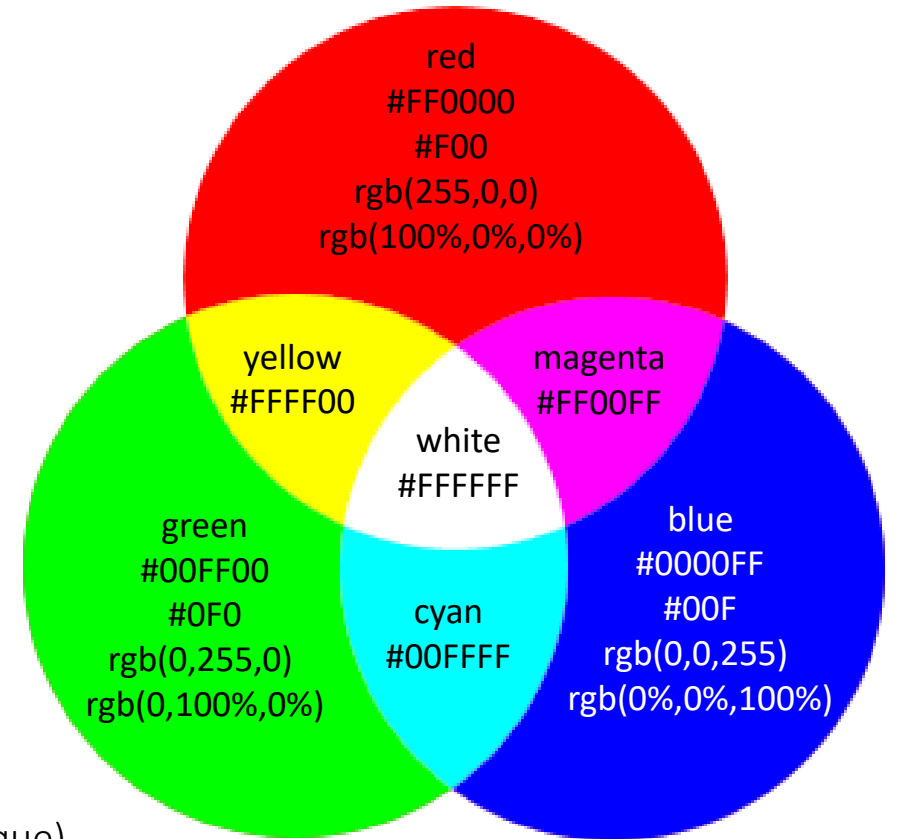 red
#FF0000
#F00
rgb(255,0,0)
rgb(100%,0%,0%)
yellow
#FFFF00
magenta
#FF00FF
white
#FFFFFF
green
#00FF00
#0F0
rgb(0,255,0)
rgb(0,100%,0%)
cyan
#00FFFF
blue
#0000FF
#00F
rgb(0,0,255)
rgb(0%,0%,100%)